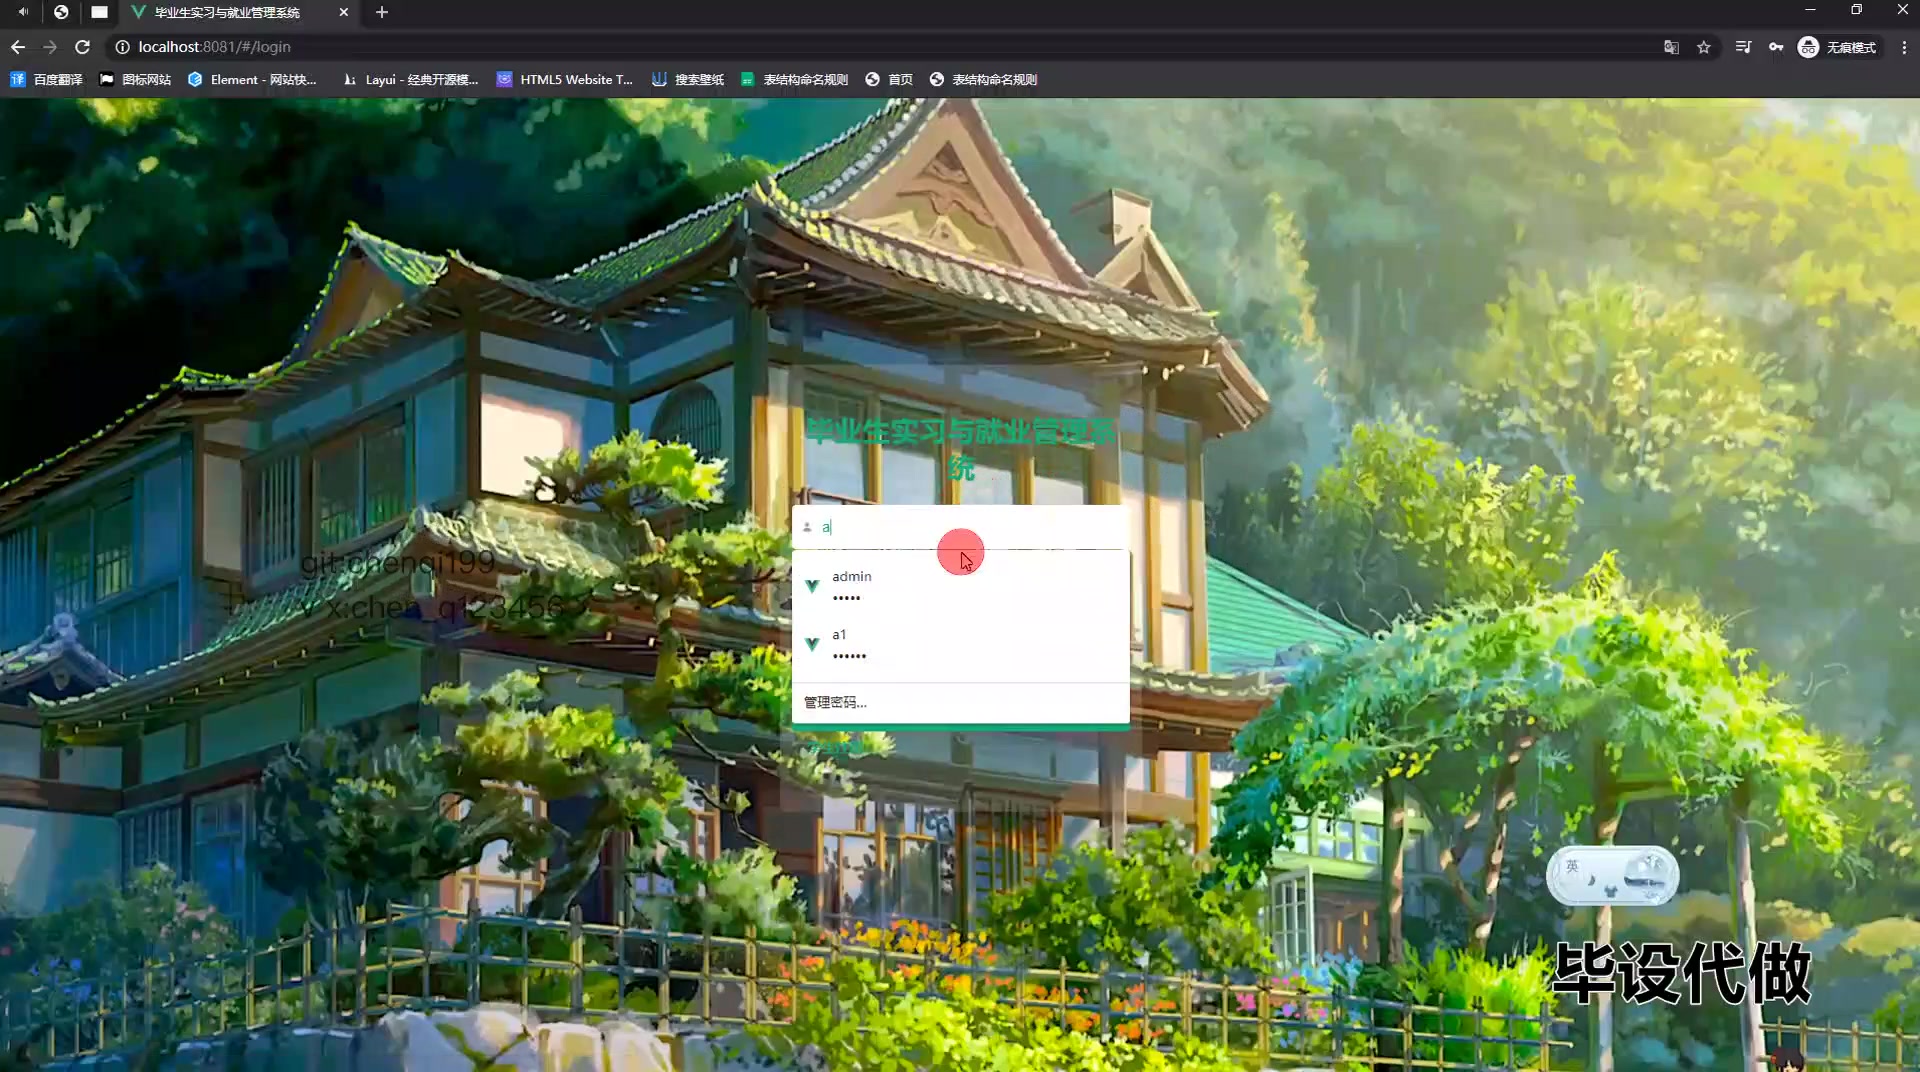 毕业生实习与就业管理系统
localhost:8081/#/login
无痕模式
百度翻译
图标网站
Element - 网站快...
Layui - 经典开源模...
HTML5 Website T...
搜索壁纸
表结构命名规则
首页
表结构命名规则
毕业生实习与就业管理系
统
a
admin
•••••
a1
••••••
管理密码...
git:chenqi199
v x:chen_q123456
英
毕设代做